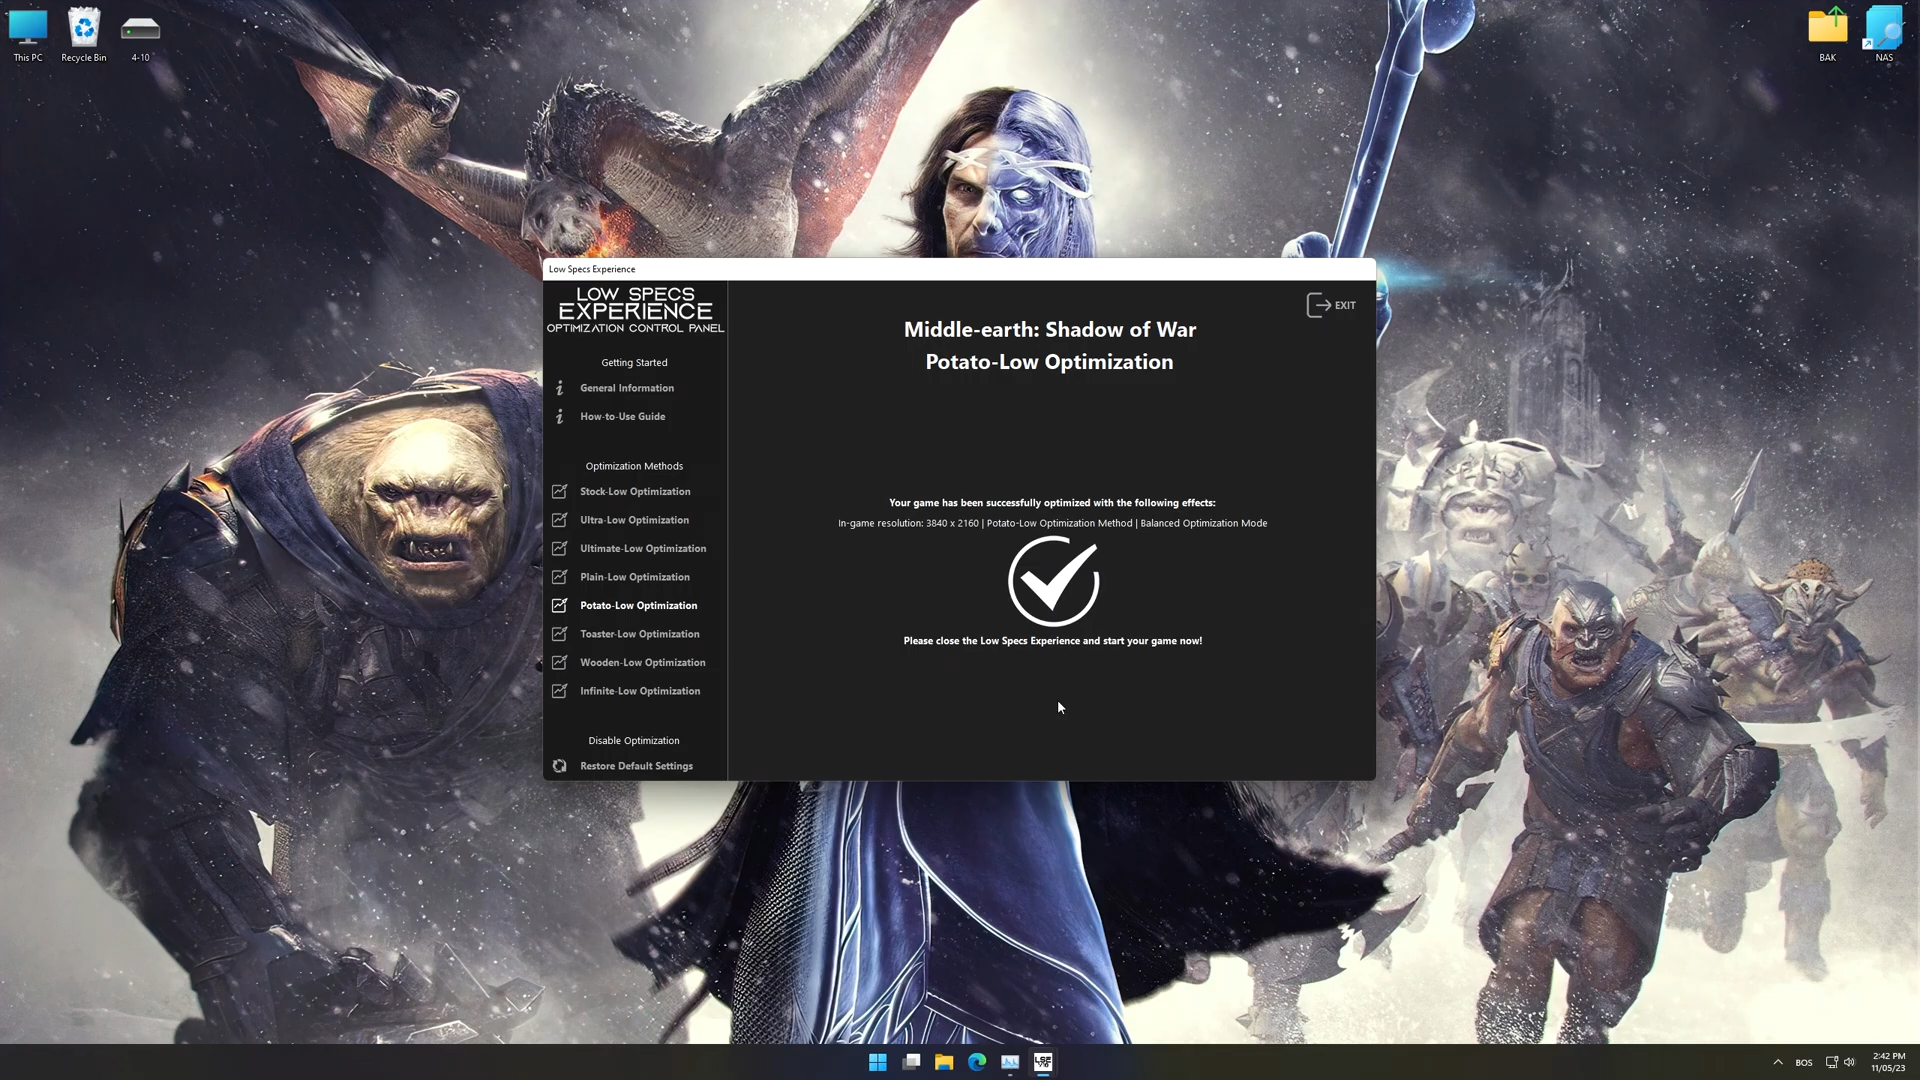 This PC
Recycle Bin
4-10
BAK
NAS
Low Specs Experience
LOW SPECS
EXPERIENCE
OPTIMIZATION CONTROL PANEL
Getting Started
General Information
How-to-Use Guide
Optimization Methods
Stock-Low Optimization
Ultra-Low Optimization
Ultimate-Low Optimization
Plain-Low Optimization
Potato-Low Optimization
Toaster-Low Optimization
Wooden-Low Optimization
Infinite-Low Optimization
Disable Optimization
Restore Default Settings
EXIT
Middle-earth: Shadow of War
Potato-Low Optimization
Your game has been successfully optimized with the following effects:
In-game resolution: 3840 x 2160 | Potato-Low Optimization Method | Balanced Optimization Mode
Please close the Low Specs Experience and start your game now!
LSE
BOS
2:42 PM
11/05/23